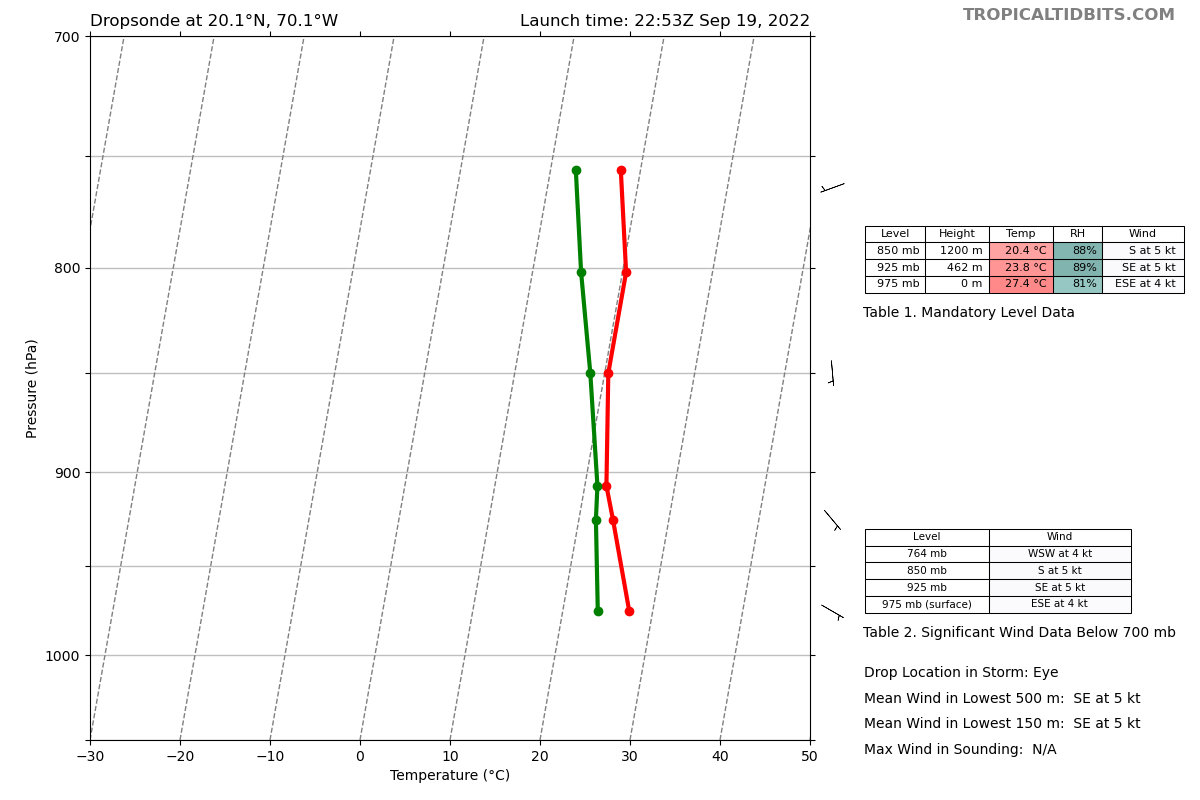 Dropsonde at 20.1°N, 70.1°W
Launch time: 22:53Z Sep 19, 2022
TROPICALTIDBITS.COM
700
800
900
1000
Pressure (hPa)
−30 −20 −10 0 10 20 30 40 50
Temperature (°C)
Level Height Temp RH Wind
850 mb 1200 m 20.4 °C 88% S at 5 kt
925 mb 462 m 23.8 °C 89% SE at 5 kt
975 mb 0 m 27.4 °C 81% ESE at 4 kt
Table 1. Mandatory Level Data
Level Wind
764 mb WSW at 4 kt
850 mb S at 5 kt
925 mb SE at 5 kt
975 mb (surface) ESE at 4 kt
Table 2. Significant Wind Data Below 700 mb
Drop Location in Storm: Eye
Mean Wind in Lowest 500 m:  SE at 5 kt
Mean Wind in Lowest 150 m:  SE at 5 kt
Max Wind in Sounding:  N/A